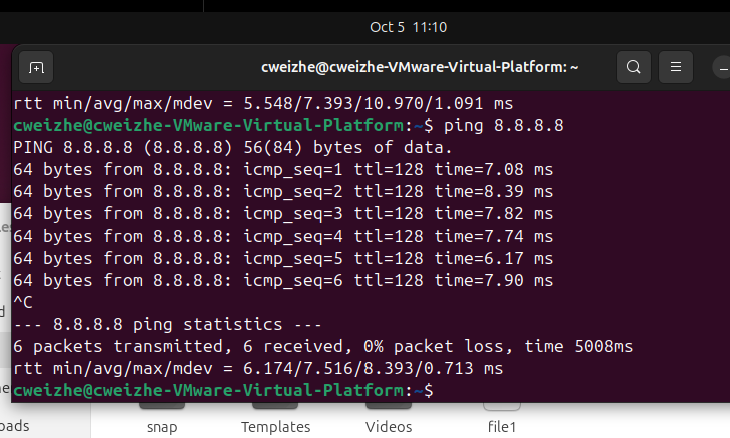 Oct 5 11:10
cweizhe@cweizhe-VMware-Virtual-Platform: ~
rtt min/avg/max/mdev = 5.548/7.393/10.970/1.091 ms
cweizhe@cweizhe-VMware-Virtual-Platform:~$ ping 8.8.8.8
PING 8.8.8.8 (8.8.8.8) 56(84) bytes of data.
64 bytes from 8.8.8.8: icmp_seq=1 ttl=128 time=7.08 ms
64 bytes from 8.8.8.8: icmp_seq=2 ttl=128 time=8.39 ms
64 bytes from 8.8.8.8: icmp_seq=3 ttl=128 time=7.82 ms
64 bytes from 8.8.8.8: icmp_seq=4 ttl=128 time=7.74 ms
64 bytes from 8.8.8.8: icmp_seq=5 ttl=128 time=6.17 ms
64 bytes from 8.8.8.8: icmp_seq=6 ttl=128 time=7.90 ms
^C
--- 8.8.8.8 ping statistics ---
6 packets transmitted, 6 received, 0% packet loss, time 5008ms
rtt min/avg/max/mdev = 6.174/7.516/8.393/0.713 ms
cweizhe@cweizhe-VMware-Virtual-Platform:~$
oads
snap
Templates
Videos
file1